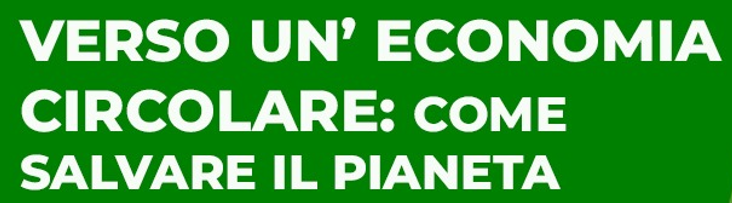 VERSO UN’ ECONOMIA
CIRCOLARE: COME
SALVARE IL PIANETA